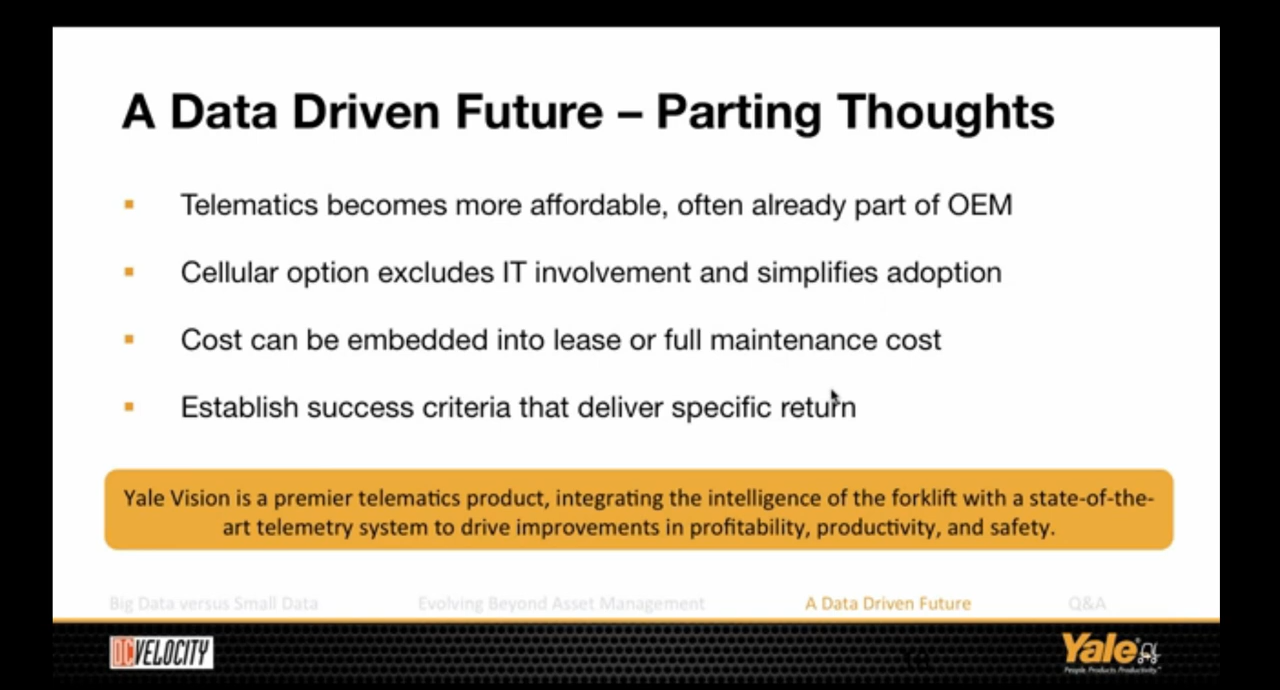 A Data Driven Future – Parting Thoughts
Telematics becomes more affordable, often already part of OEM
Cellular option excludes IT involvement and simplifies adoption
Cost can be embedded into lease or full maintenance cost
Establish success criteria that deliver specific return
Yale Vision is a premier telematics product, integrating the intelligence of the forklift with a state-of-the-
art telemetry system to drive improvements in profitability, productivity, and safety.
Big Data versus Small Data Evolving Beyond Asset Management A Data Driven Future Q&A
DCVELOCITY Yale®
People. Products. Productivity.™